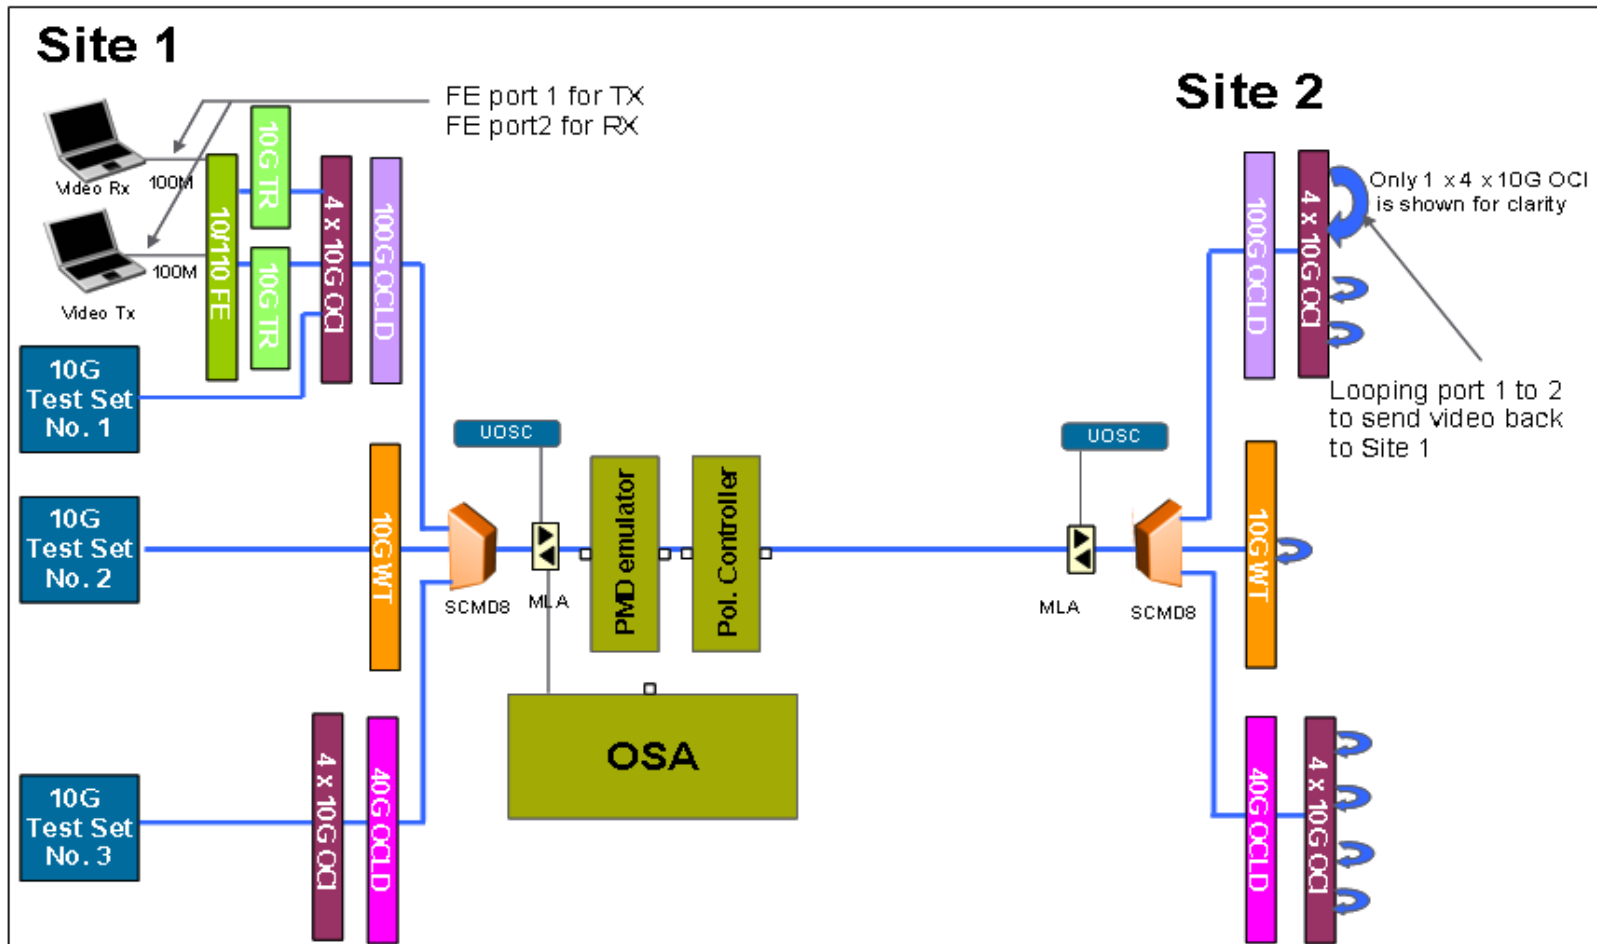 Site 1
Site 2
FE port 1 for TX
FE port2 for RX
Video Rx
100M
Video Tx
100M
10/110 FE
10G TR
10G TR
4 x 10G OCI
100G OCLD
10G
Test Set
No. 1
10G
Test Set
No. 2
10G
Test Set
No. 3
10G WT
4 x 10G OCI
40G OCLD
UOSC
SCMD8
MLA
PMD emulator
Pol. Controller
OSA
UOSC
MLA
SCMD8
100G OCLD
4 x 10G OCI
Only 1 x 4 x 10G OCI
is shown for clarity
Looping port 1 to 2
to send video back
to Site 1
10G WT
40G OCLD
4 x 10G OCI